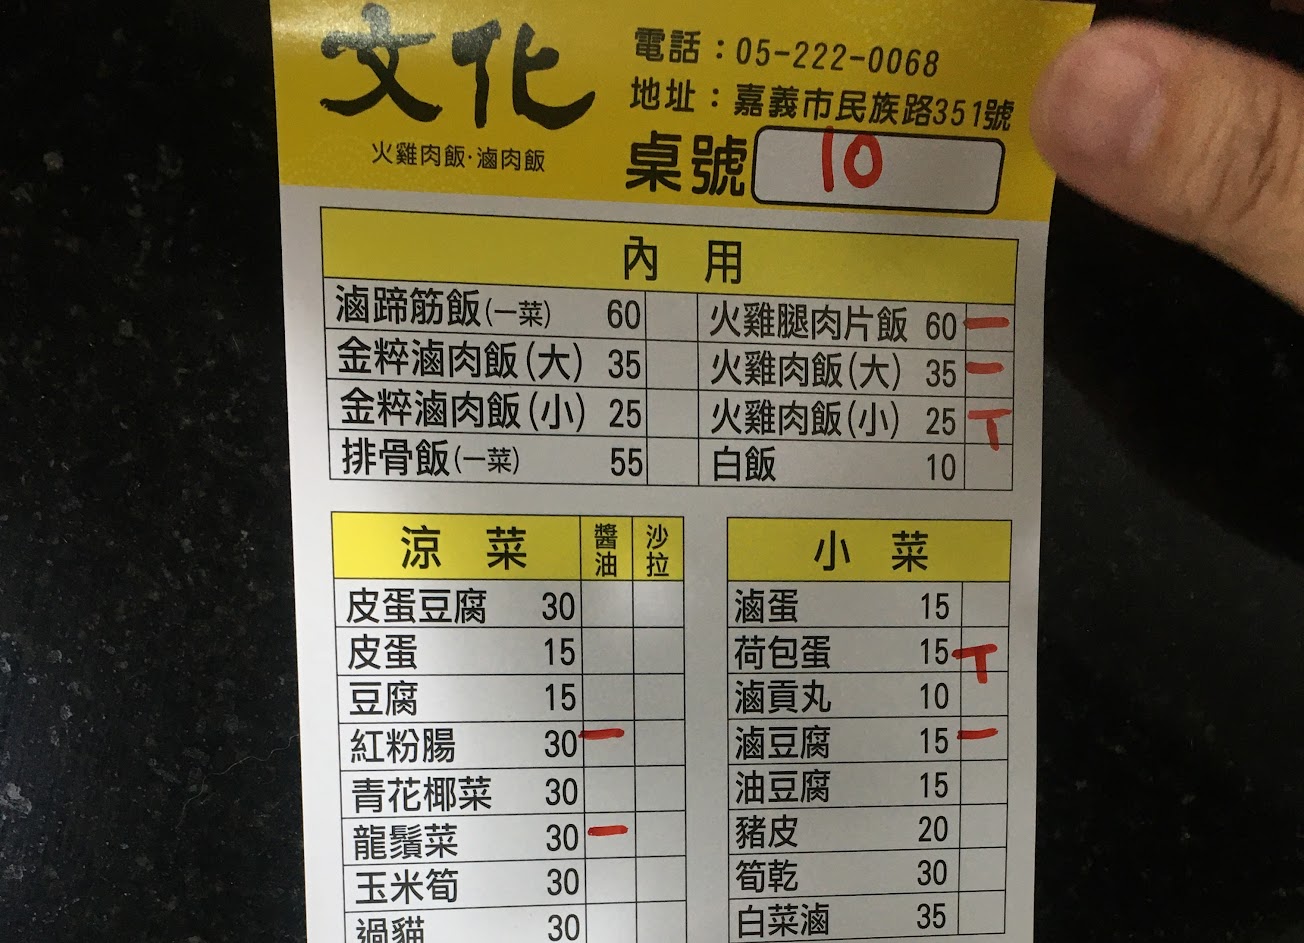 文化
火雞肉飯·滷肉飯
電話：05-222-0068
地址：嘉義市民族路351號
桌號 10
內用
滷蹄筋飯(一菜) 60 火雞腿肉片飯 60 一
金粹滷肉飯(大) 35 火雞肉飯(大) 35 一
金粹滷肉飯(小) 25 火雞肉飯(小) 25 丅
排骨飯(一菜) 55 白飯 10
涼菜 醬油 沙拉
皮蛋豆腐 30
皮蛋 15
豆腐 15
紅粉腸 30 一
青花椰菜 30
龍鬚菜 30 一
玉米筍 30
過貓 30
小菜
滷蛋 15
荷包蛋 15 丅
滷貢丸 10
滷豆腐 15 一
油豆腐 15
豬皮 20
筍乾 30
白菜滷 35